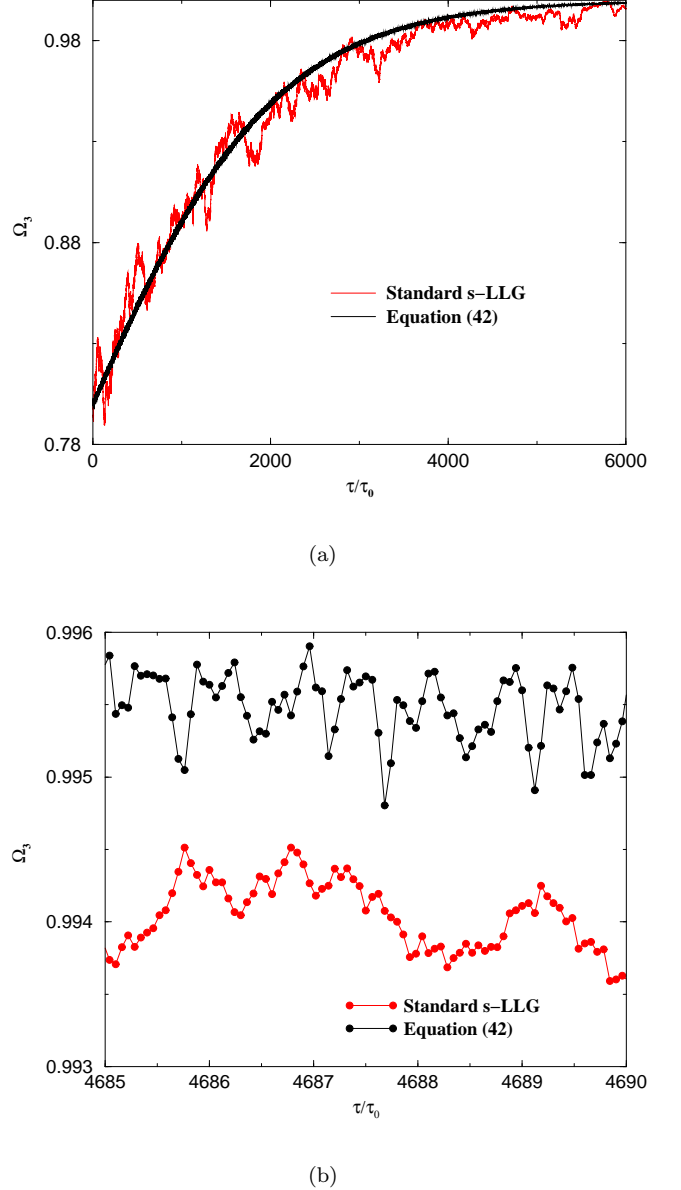 0.98
0.88
0.78
Ω₃
Standard s−LLG
Equation (42)
0 2000 4000 6000
τ/τ₀
(a)
0.996
0.995
0.994
0.993
Ω₃
Standard s−LLG
Equation (42)
4685 4686 4687 4688 4689 4690
τ/τ₀
(b)